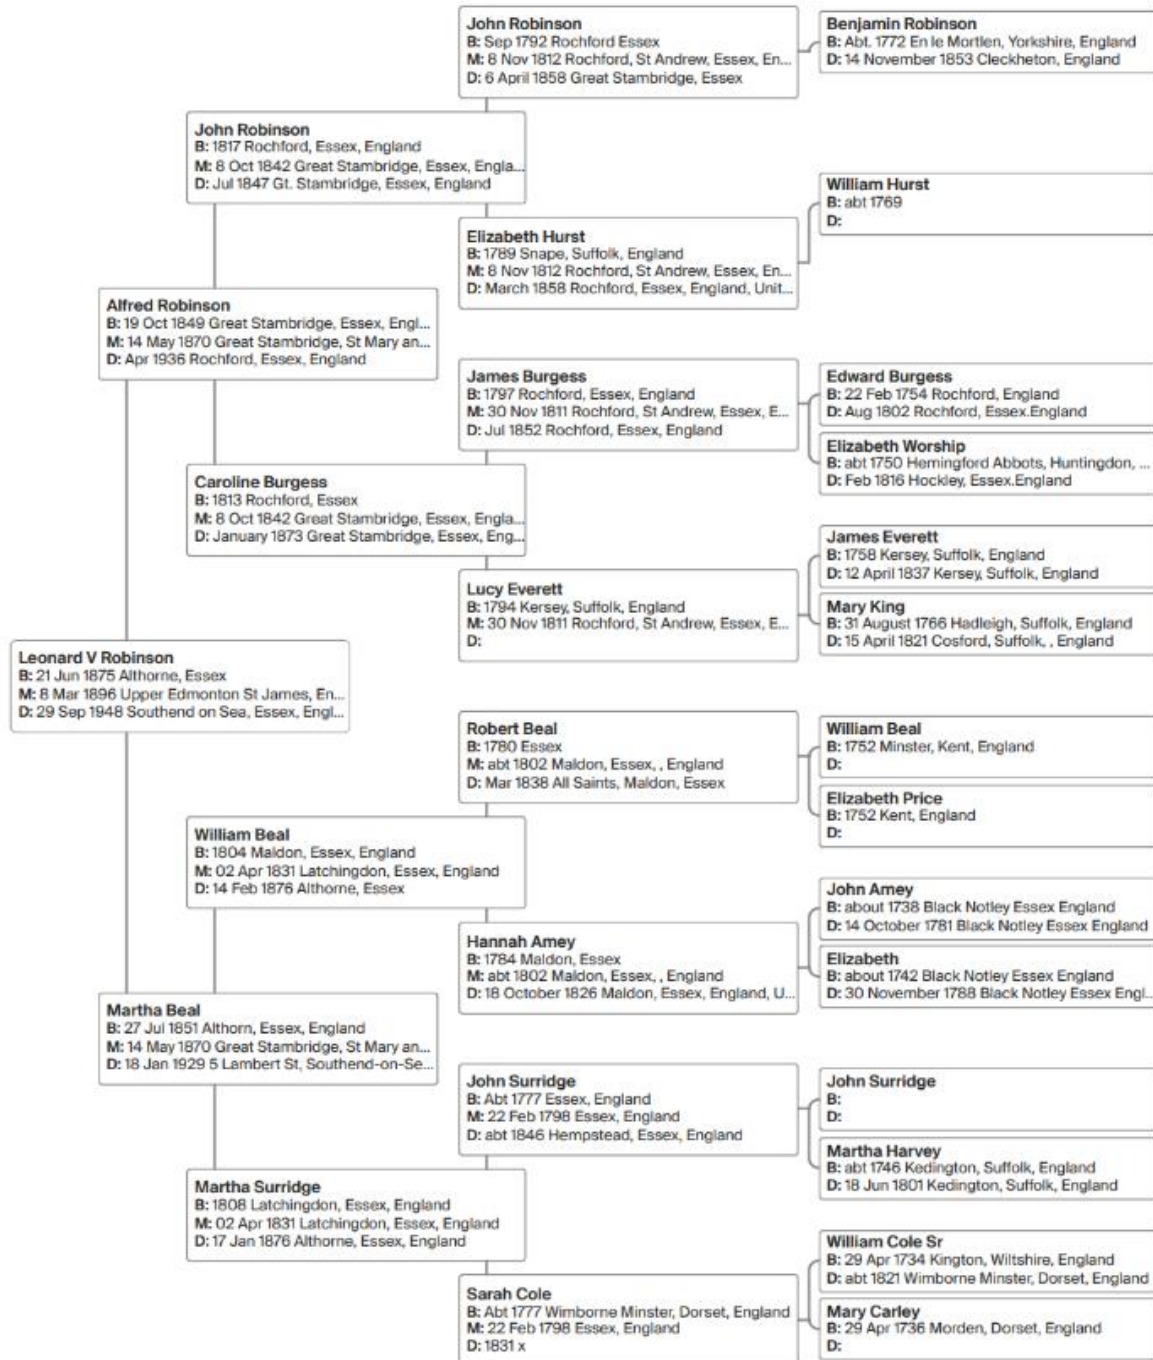 John Robinson
B: Sep 1792 Rochford Essex
M: 8 Nov 1812 Rochford, St Andrew, Essex, En...
D: 6 April 1858 Great Stambridge, Essex
Benjamin Robinson
B: Abt. 1772 En le Mortlen, Yorkshire, England
D: 14 November 1853 Cleckheton, England
John Robinson
B: 1817 Rochford, Essex, England
M: 8 Oct 1842 Great Stambridge, Essex, Engla...
D: Jul 1847 Gt. Stambridge, Essex, England
William Hurst
B: abt 1769
D:
Elizabeth Hurst
B: 1789 Snape, Suffolk, England
M: 8 Nov 1812 Rochford, St Andrew, Essex, En...
D: March 1858 Rochford, Essex, England, Unit...
Alfred Robinson
B: 19 Oct 1849 Great Stambridge, Essex, Engl...
M: 14 May 1870 Great Stambridge, St Mary an...
D: Apr 1936 Rochford, Essex, England
James Burgess
B: 1797 Rochford, Essex, England
M: 30 Nov 1811 Rochford, St Andrew, Essex, E...
D: Jul 1852 Rochford, Essex, England
Edward Burgess
B: 22 Feb 1754 Rochford, England
D: Aug 1802 Rochford, Essex.England
Elizabeth Worship
B: abt 1750 Hemingford Abbots, Huntingdon, ...
D: Feb 1816 Hockley, Essex.England
Caroline Burgess
B: 1813 Rochford, Essex
M: 8 Oct 1842 Great Stambridge, Essex, Engla...
D: January 1873 Great Stambridge, Essex, Eng...
James Everett
B: 1758 Kersey, Suffolk, England
D: 12 April 1837 Kersey, Suffolk, England
Lucy Everett
B: 1794 Kersey, Suffolk, England
M: 30 Nov 1811 Rochford, St Andrew, Essex, E...
D:
Mary King
B: 31 August 1766 Hadleigh, Suffolk, England
D: 15 April 1821 Cosford, Suffolk, , England
Leonard V Robinson
B: 21 Jun 1875 Althorne, Essex
M: 8 Mar 1896 Upper Edmonton St James, En...
D: 29 Sep 1948 Southend on Sea, Essex, Engl...
Robert Beal
B: 1780 Essex
M: abt 1802 Maldon, Essex, , England
D: Mar 1838 All Saints, Maldon, Essex
William Beal
B: 1752 Minster, Kent, England
D:
Elizabeth Price
B: 1752 Kent, England
D:
William Beal
B: 1804 Maldon, Essex, England
M: 02 Apr 1831 Latchingdon, Essex, England
D: 14 Feb 1876 Althorne, Essex
John Amey
B: about 1738 Black Notley Essex England
D: 14 October 1781 Black Notley Essex England
Hannah Amey
B: 1784 Maldon, Essex
M: abt 1802 Maldon, Essex, , England
D: 18 October 1826 Maldon, Essex, England, U...
Elizabeth
B: about 1742 Black Notley Essex England
D: 30 November 1788 Black Notley Essex Engl...
Martha Beal
B: 27 Jul 1851 Althorn, Essex, England
M: 14 May 1870 Great Stambridge, St Mary an...
D: 18 Jan 1929 5 Lambert St, Southend-on-Se...
John Surridge
B: Abt 1777 Essex, England
M: 22 Feb 1798 Essex, England
D: abt 1846 Hempstead, Essex, England
John Surridge
B:
D:
Martha Harvey
B: abt 1746 Kedington, Suffolk, England
D: 18 Jun 1801 Kedington, Suffolk, England
Martha Surridge
B: 1808 Latchingdon, Essex, England
M: 02 Apr 1831 Latchingdon, Essex, England
D: 17 Jan 1876 Althorne, Essex, England
William Cole Sr
B: 29 Apr 1734 Kington, Wiltshire, England
D: abt 1821 Wimborne Minster, Dorset, England
Sarah Cole
B: Abt 1777 Wimborne Minster, Dorset, England
M: 22 Feb 1798 Essex, England
D: 1831 x
Mary Carley
B: 29 Apr 1736 Morden, Dorset, England
D: